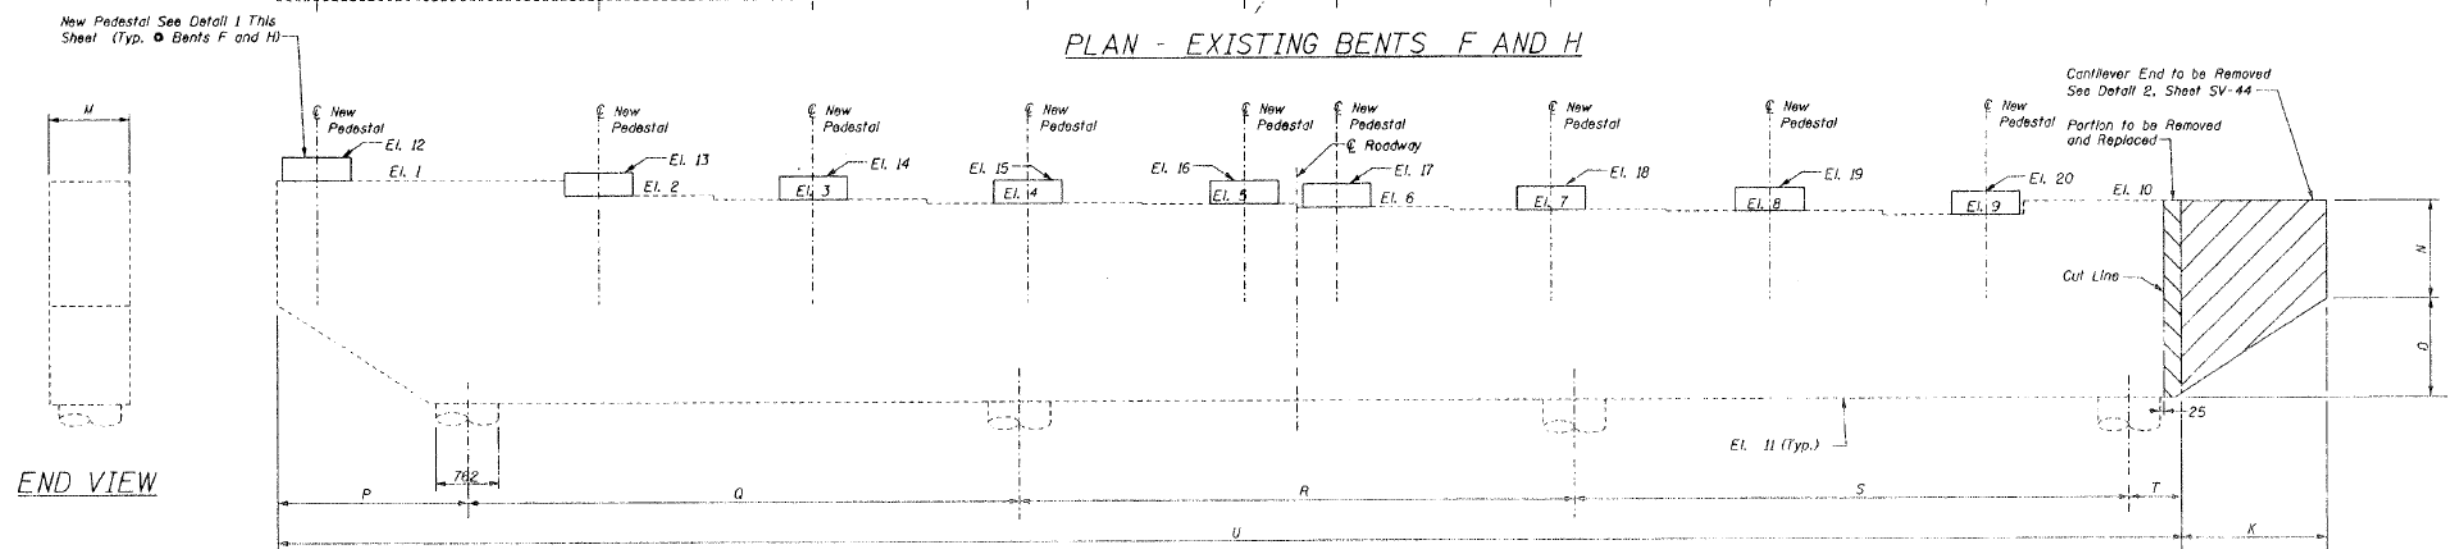 New Pedestal See Detail 1 This
Sheet (Typ. @ Bents F and H)
PLAN - EXISTING BENTS F AND H
Cantilever End to be Removed
See Detail 2, Sheet SV-44
Portion to be Removed
and Replaced
M
℄ New
Pedestal
℄ New
Pedestal
℄ New
Pedestal
℄ New
Pedestal
℄ New
Pedestal
℄ New
Pedestal
℄ New
Pedestal
℄ New
Pedestal
℄ New
Pedestal
℄ Roadway
El. 12
El. 13
El. 14
El. 15
El. 16
El. 17
El. 18
El. 19
El. 20
El. 1
El. 2
El. 3
El. 4
El. 5
El. 6
El. 7
El. 8
El. 9
El. 10
N
Cut Line
O
25
El. 11 (Typ.)
END VIEW
762
P
Q
R
S
T
U
K